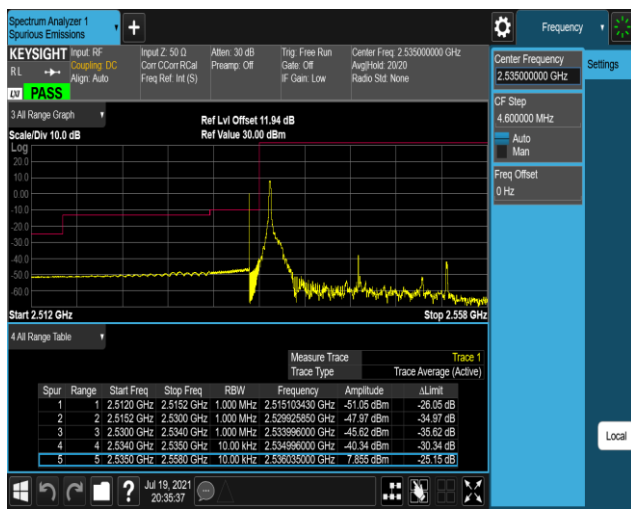 Spectrum Analyzer 1
Spurious Emissions
+
Frequency
KEYSIGHT
RL
Input: RF
Coupling: DC
Align: Auto
Input Z: 50 Ω
Corr CCorr RCal
Freq Ref: Int (S)
Atten: 30 dB
Preamp: Off
Trig: Free Run
Gate: Off
IF Gain: Low
Center Freq: 2.535000000 GHz
Avg|Hold: 20/20
Radio Std: None
LXI PASS
3 All Range Graph
Scale/Div 10.0 dB
Ref Lvl Offset 11.94 dB
Ref Value 30.00 dBm
Log
20.0
10.0
0.00
-10.0
-20.0
-30.0
-40.0
-50.0
-60.0
Start 2.512 GHz
Stop 2.558 GHz
4 All Range Table
Measure Trace Trace 1
Trace Type Trace Average (Active)
Spur Range Start Freq Stop Freq RBW Frequency Amplitude ΔLimit
1 1 2.5120 GHz 2.5152 GHz 1.000 MHz 2.515103430 GHz -51.05 dBm -26.05 dB
2 2 2.5152 GHz 2.5300 GHz 1.000 MHz 2.529925850 GHz -47.97 dBm -34.97 dB
3 3 2.5300 GHz 2.5340 GHz 1.000 MHz 2.533996000 GHz -45.62 dBm -35.62 dB
4 4 2.5340 GHz 2.5350 GHz 10.00 kHz 2.534996000 GHz -40.34 dBm -30.34 dB
5 5 2.5350 GHz 2.5580 GHz 10.00 kHz 2.536035000 GHz 7.855 dBm -25.15 dB
Center Frequency
2.535000000 GHz
Settings
CF Step
4.600000 MHz
Auto
Man
Freq Offset
0 Hz
Local
?
Jul 19, 2021
20:35:37